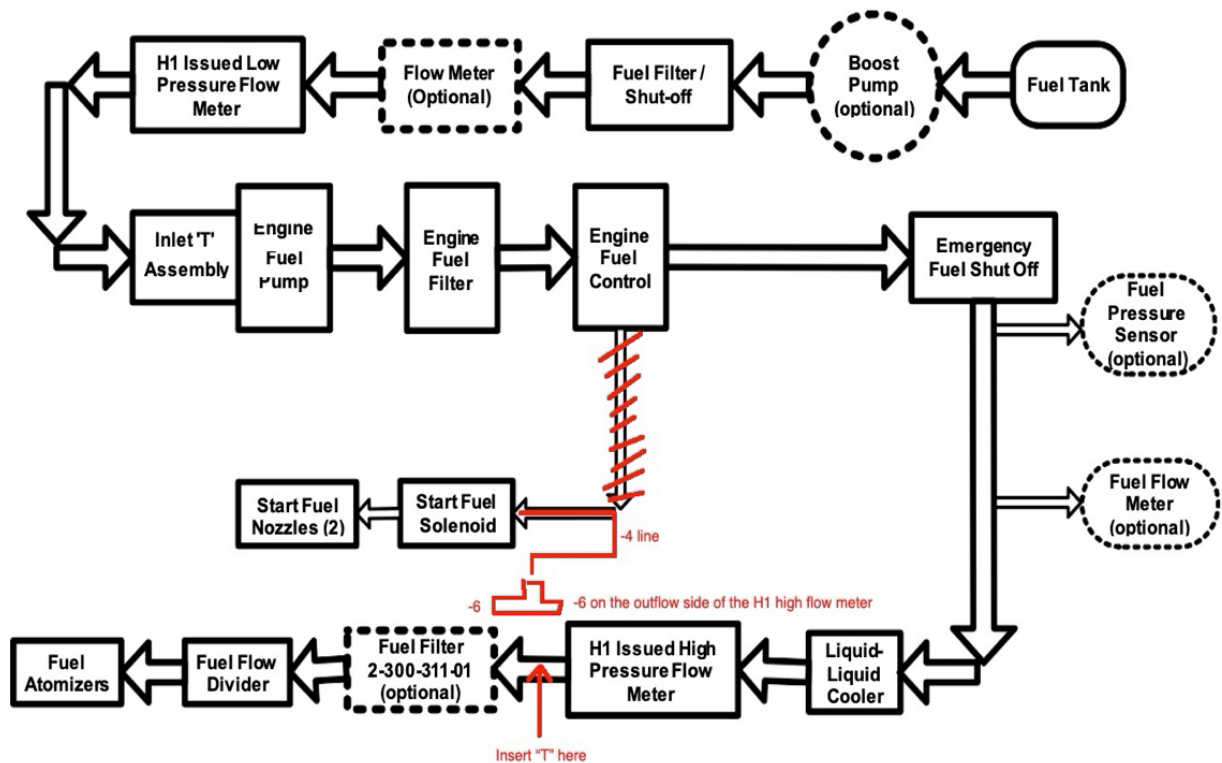 H1 Issued Low
Pressure Flow
Meter
Flow Meter
(Optional)
Fuel Filter /
Shut-off
Boost
Pump
(optional)
Fuel Tank
Inlet 'T'
Assembly
Engine
Fuel
Pump
Engine
Fuel
Filter
Engine
Fuel
Control
Emergency
Fuel Shut Off
Fuel
Pressure
Sensor
(optional)
Start Fuel
Nozzles (2)
Start Fuel
Solenoid
-4 line
Fuel Flow
Meter
(optional)
-6
-6 on the outflow side of the H1 high flow meter
Fuel
Atomizers
Fuel Flow
Divider
Fuel Filter
2-300-311-01
(optional)
H1 Issued High
Pressure Flow
Meter
Liquid-
Liquid
Cooler
Insert "T" here